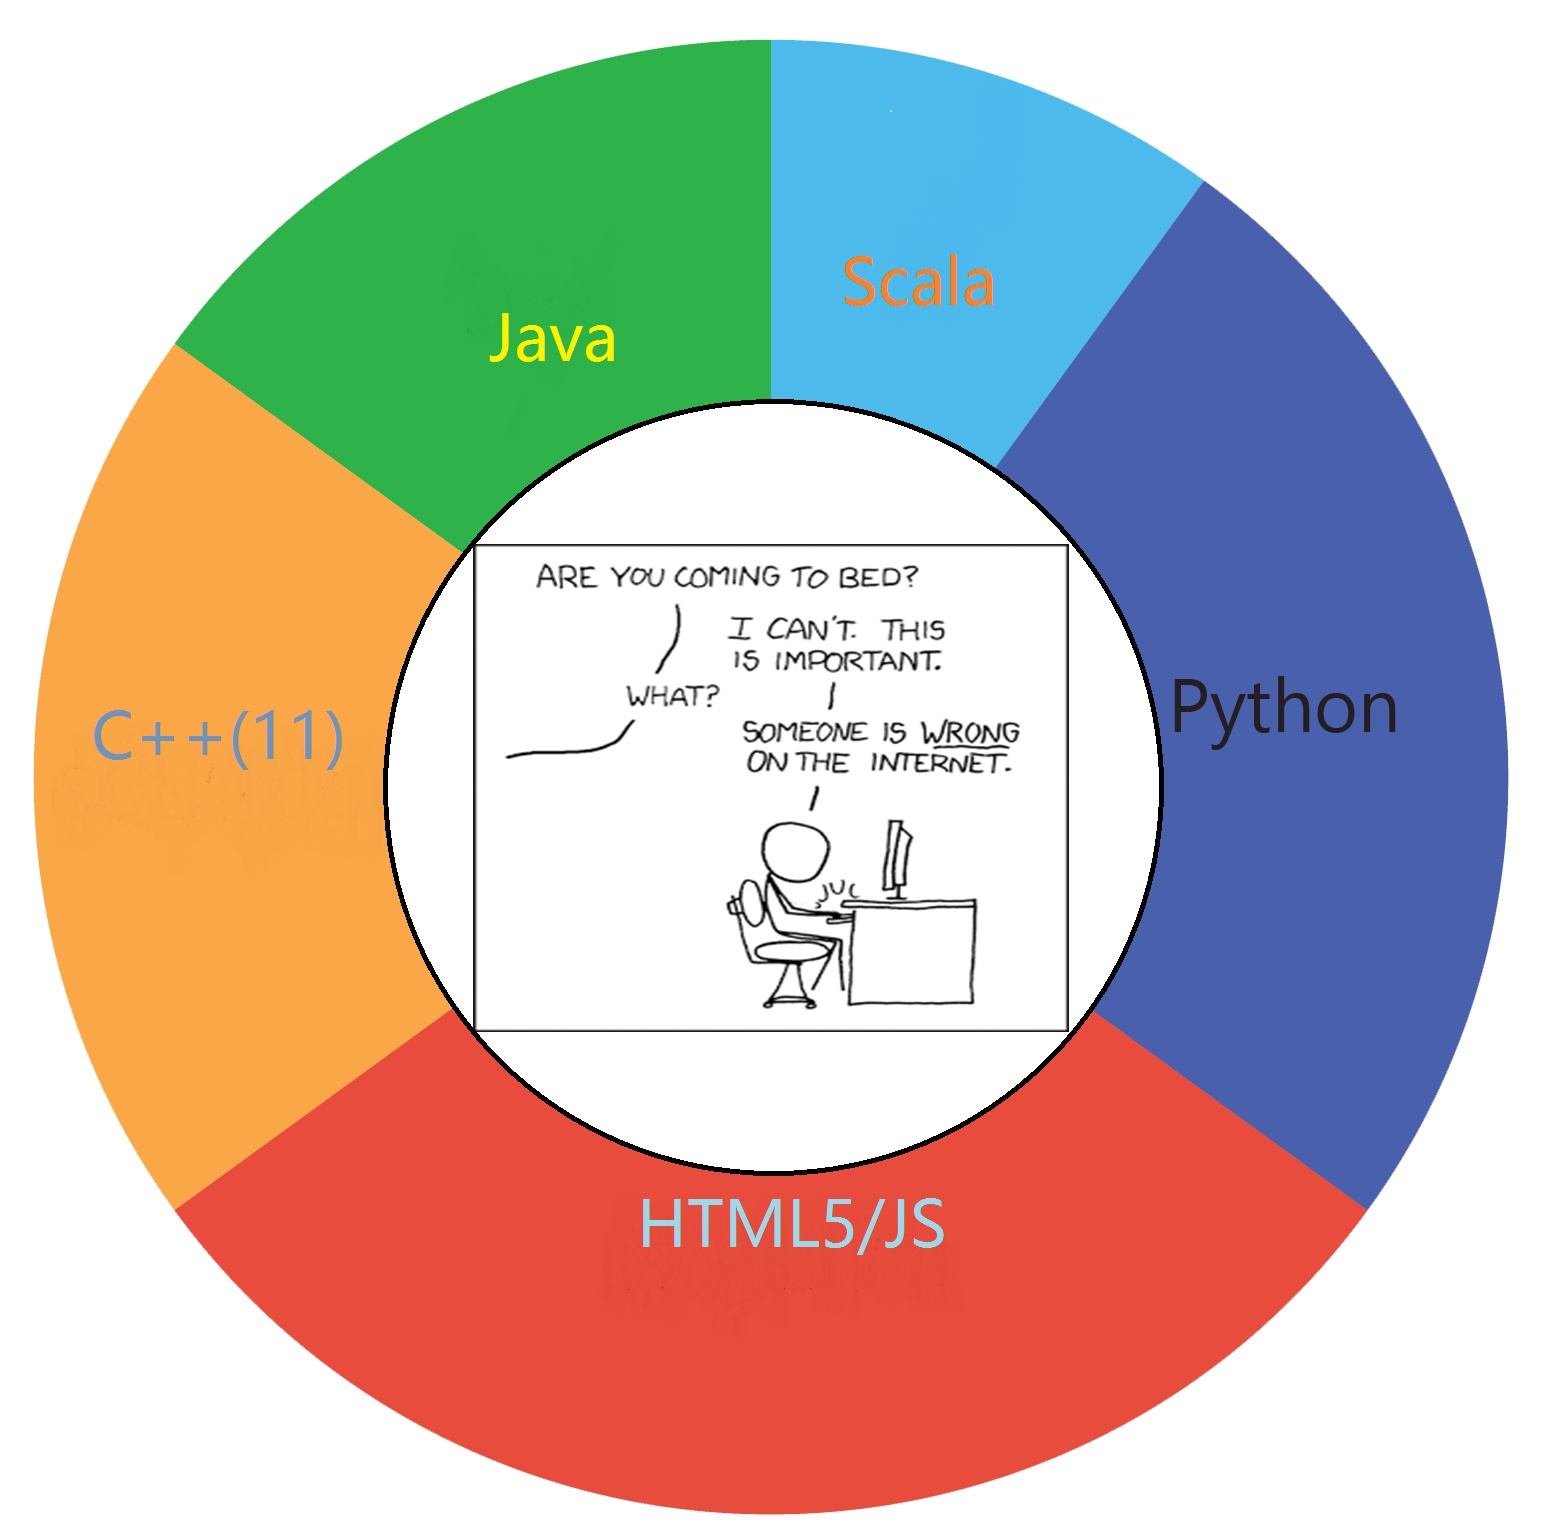 Scala
Java
ARE YOU COMING TO BED?
I CAN'T. THIS
IS IMPORTANT.
WHAT?
SOMEONE IS WRONG
ON THE INTERNET.
Python
C++(11)
HTML5/JS